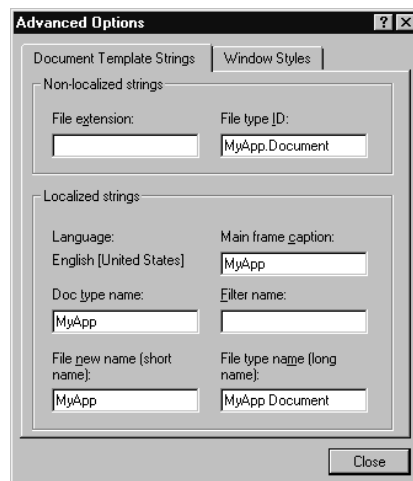 Advanced Options
Document Template Strings
Window Styles
Non-localized strings
File extension:
File type ID:
MyApp.Document
Localized strings
Language:
Main frame caption:
English [United States]
MyApp
Doc type name:
Filter name:
MyApp
File new name (short
name):
File type name (long
name):
MyApp
MyApp Document
Close